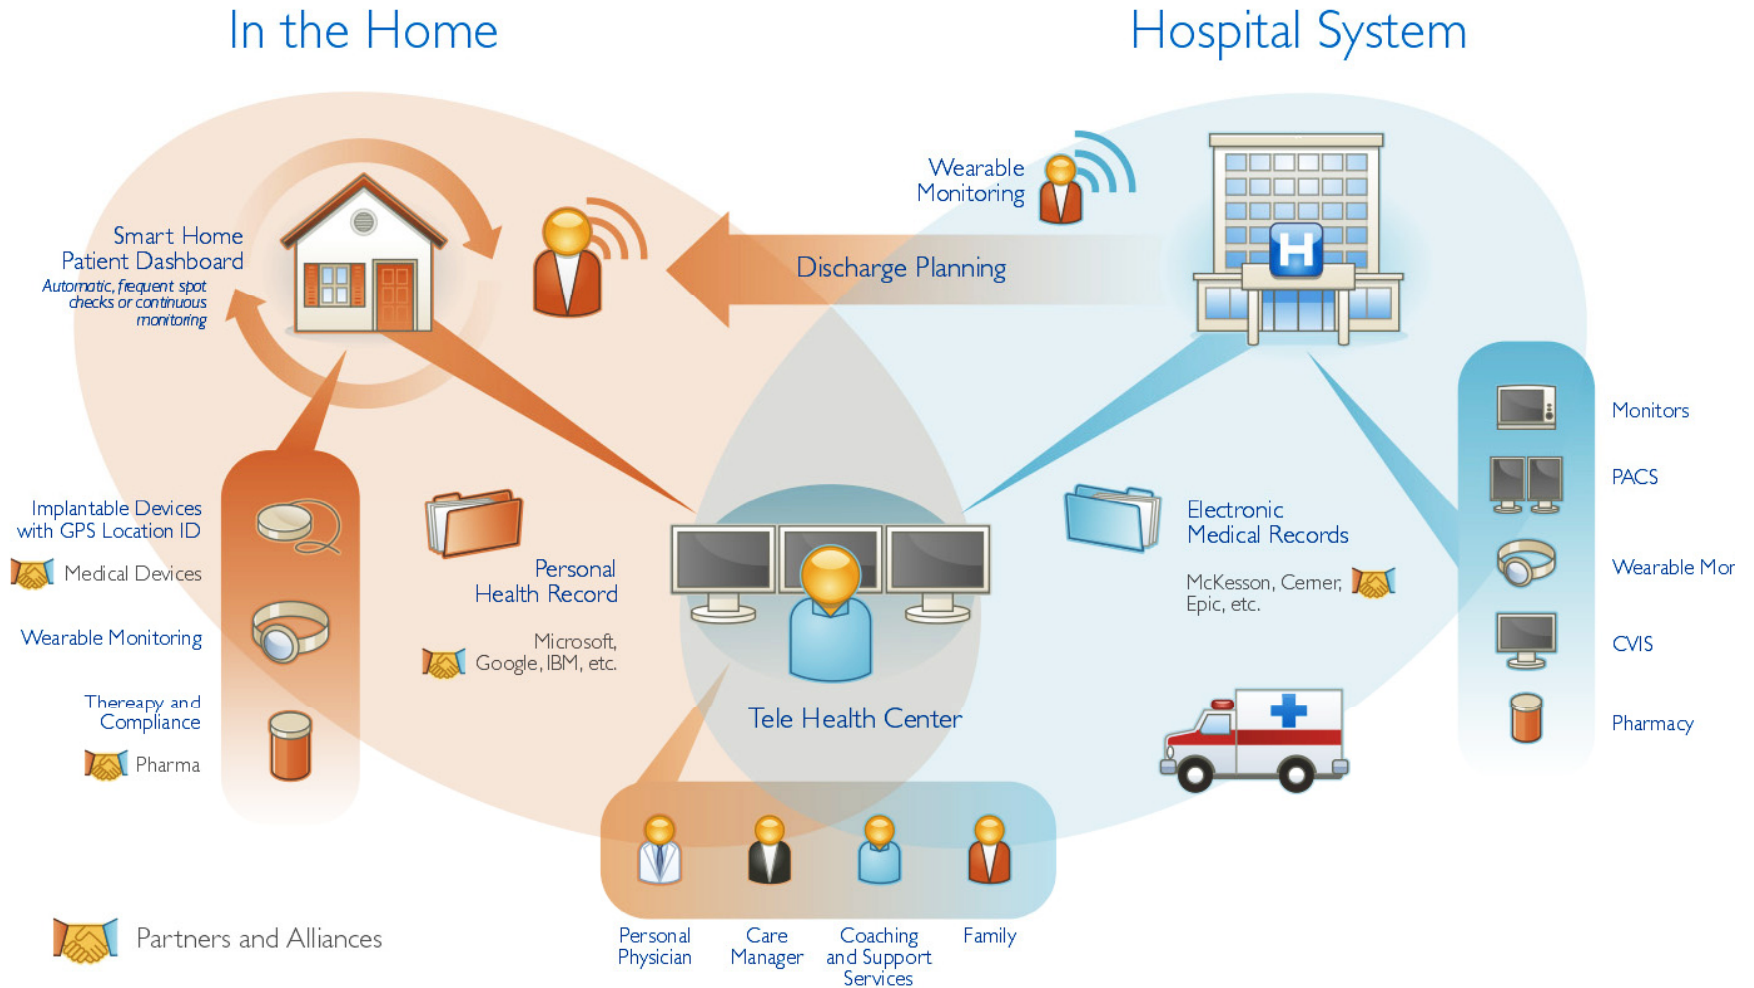 In the Home
Hospital System
Wearable
Monitoring
Smart Home
Patient Dashboard
Automatic, frequent spot
checks or continuous
monitoring
Discharge Planning
H
Monitors
PACS
Wearable Mor
CVIS
Pharmacy
Implantable Devices
with GPS Location ID
Medical Devices
Wearable Monitoring
Thereapy and
Compliance
Pharma
Personal
Health Record
Microsoft,
Google, IBM, etc.
Electronic
Medical Records
McKesson, Cerner,
Epic, etc.
Tele Health Center
Personal
Physician
Care
Manager
Coaching
and Support
Services
Family
Partners and Alliances